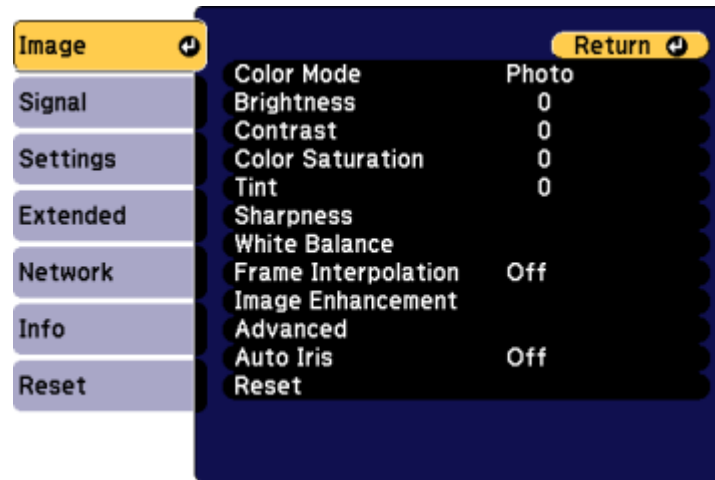 Image
Signal
Settings
Extended
Network
Info
Reset
Return
Color Mode Photo
Brightness 0
Contrast 0
Color Saturation 0
Tint 0
Sharpness
White Balance
Frame Interpolation Off
Image Enhancement
Advanced
Auto Iris Off
Reset